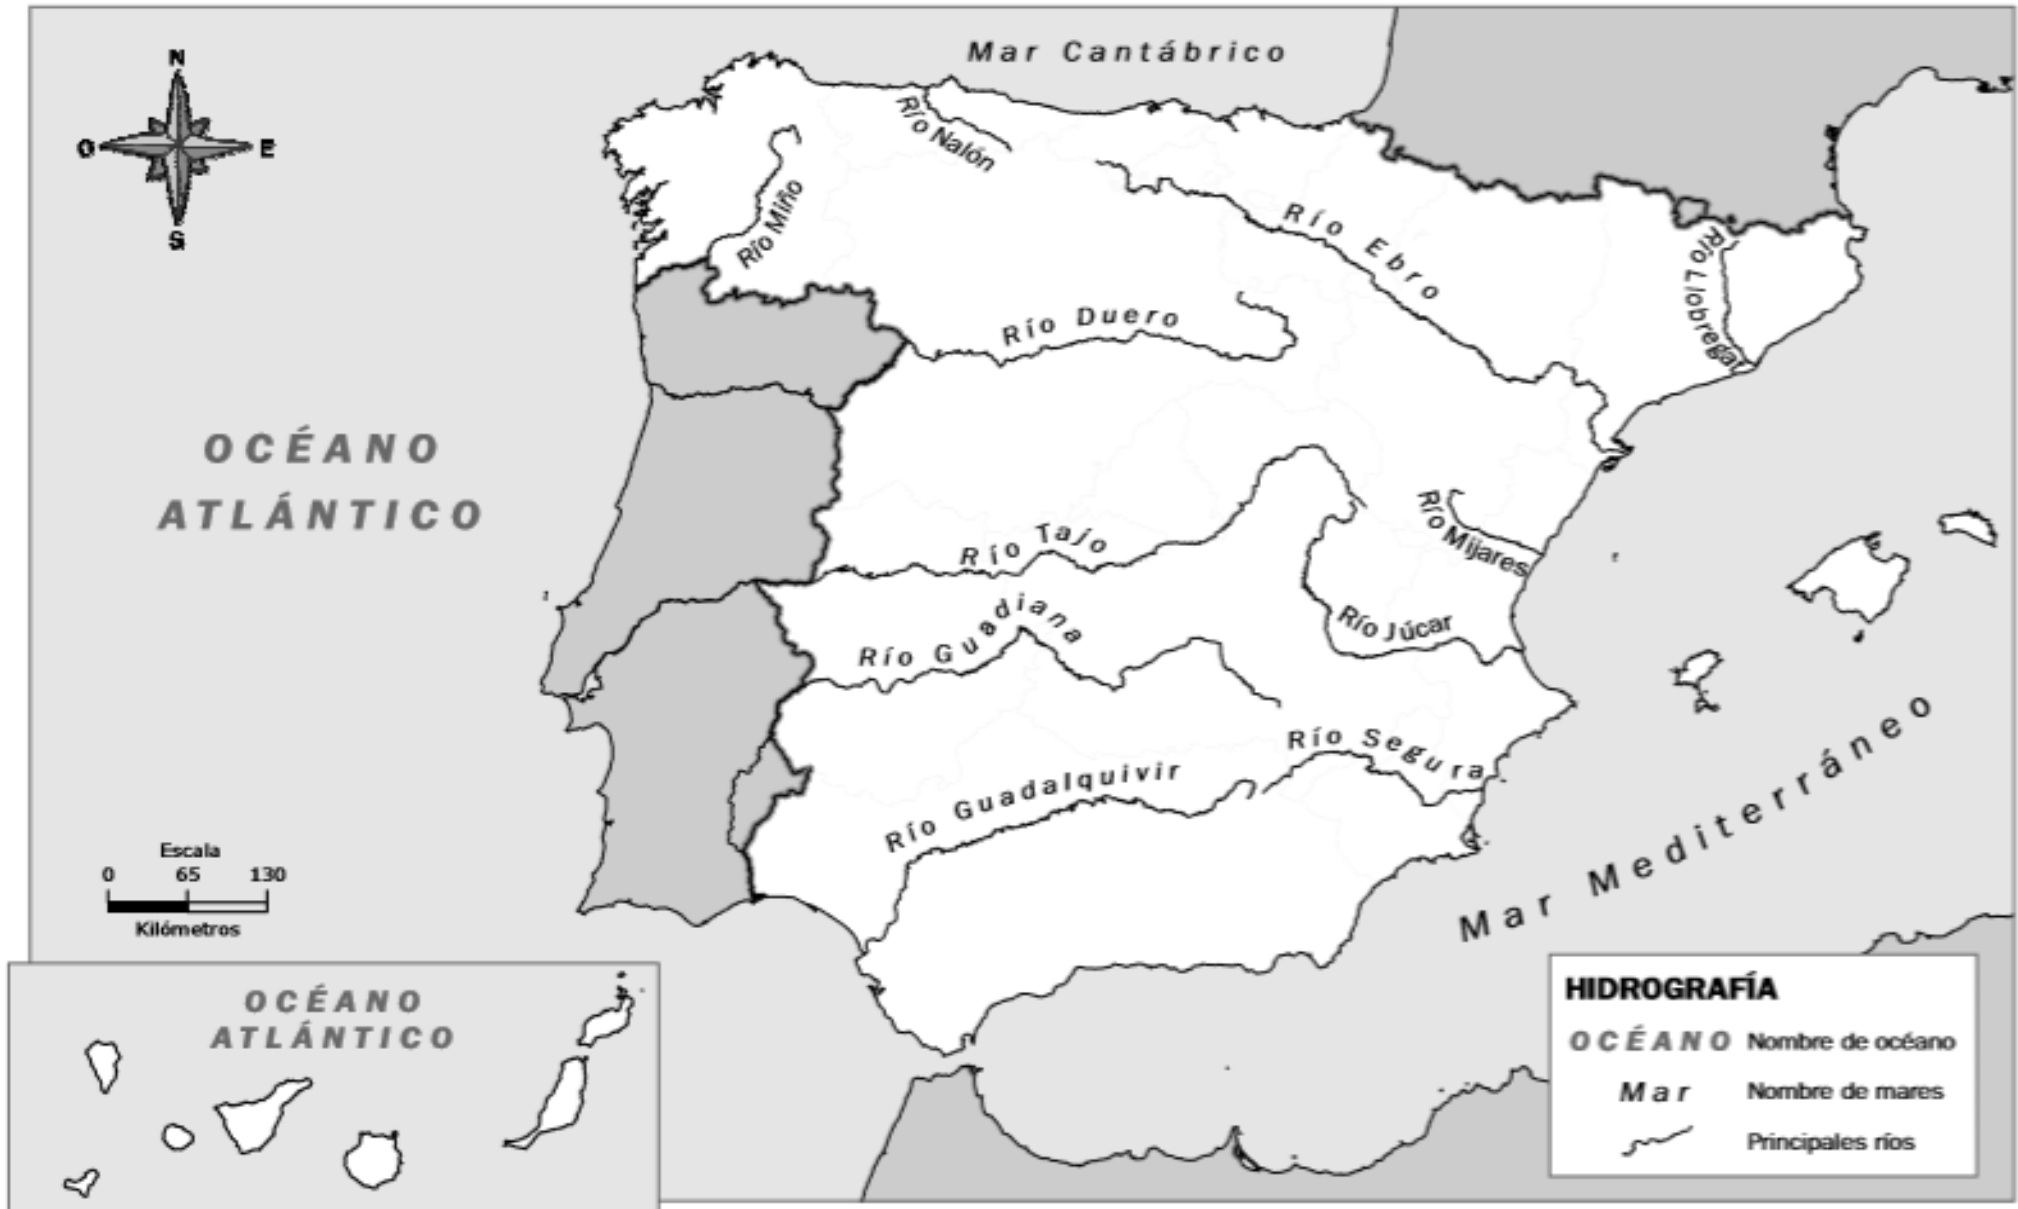 Mar Cantábrico
N
O
E
S
Río Nalón
Río Miño
Río Ebro
Río Llobregat
Río Duero
OCÉANO
ATLÁNTICO
Río Tajo
Río Mijares
Río Guadiana
Río Júcar
Río Segura
Río Guadalquivir
Mar Mediterráneo
Escala
0 65 130
Kilómetros
OCÉANO
ATLÁNTICO
HIDROGRAFÍA
OCÉANO Nombre de océano
Mar Nombre de mares
Principales ríos